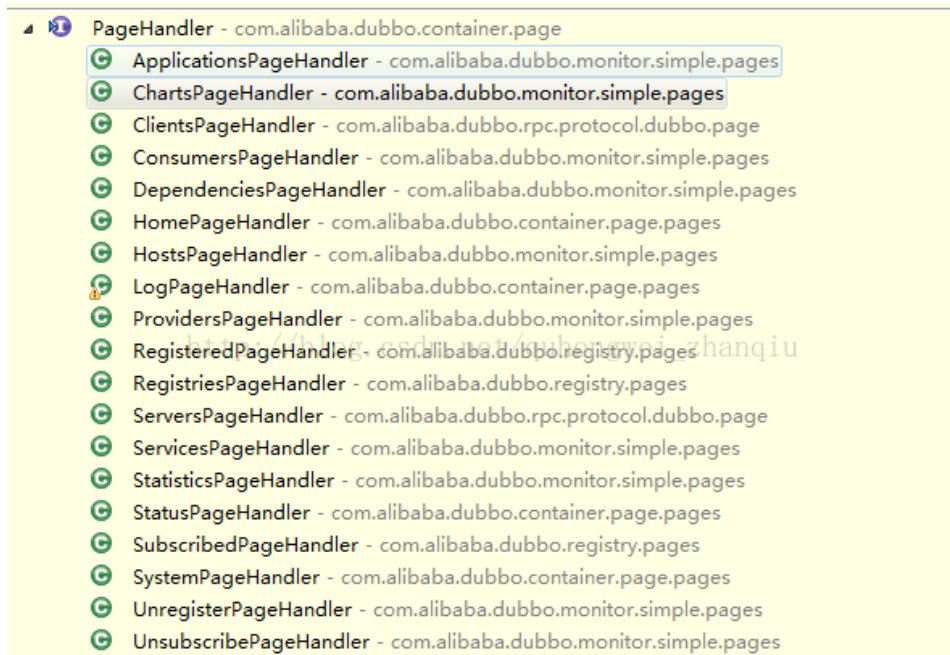 PageHandler - com.alibaba.dubbo.container.page
ApplicationsPageHandler - com.alibaba.dubbo.monitor.simple.pages
ChartsPageHandler - com.alibaba.dubbo.monitor.simple.pages
ClientsPageHandler - com.alibaba.dubbo.rpc.protocol.dubbo.page
ConsumersPageHandler - com.alibaba.dubbo.monitor.simple.pages
DependenciesPageHandler - com.alibaba.dubbo.monitor.simple.pages
HomePageHandler - com.alibaba.dubbo.container.page.pages
HostsPageHandler - com.alibaba.dubbo.monitor.simple.pages
LogPageHandler - com.alibaba.dubbo.container.page.pages
ProvidersPageHandler - com.alibaba.dubbo.monitor.simple.pages
RegisteredPageHandler - com.alibaba.dubbo.registry.pages
http://blog.csdn.net/quhongwei_zhanqiu
RegistriesPageHandler - com.alibaba.dubbo.registry.pages
ServersPageHandler - com.alibaba.dubbo.rpc.protocol.dubbo.page
ServicesPageHandler - com.alibaba.dubbo.monitor.simple.pages
StatisticsPageHandler - com.alibaba.dubbo.monitor.simple.pages
StatusPageHandler - com.alibaba.dubbo.container.page.pages
SubscribedPageHandler - com.alibaba.dubbo.registry.pages
SystemPageHandler - com.alibaba.dubbo.container.page.pages
UnregisterPageHandler - com.alibaba.dubbo.monitor.simple.pages
UnsubscribePageHandler - com.alibaba.dubbo.monitor.simple.pages